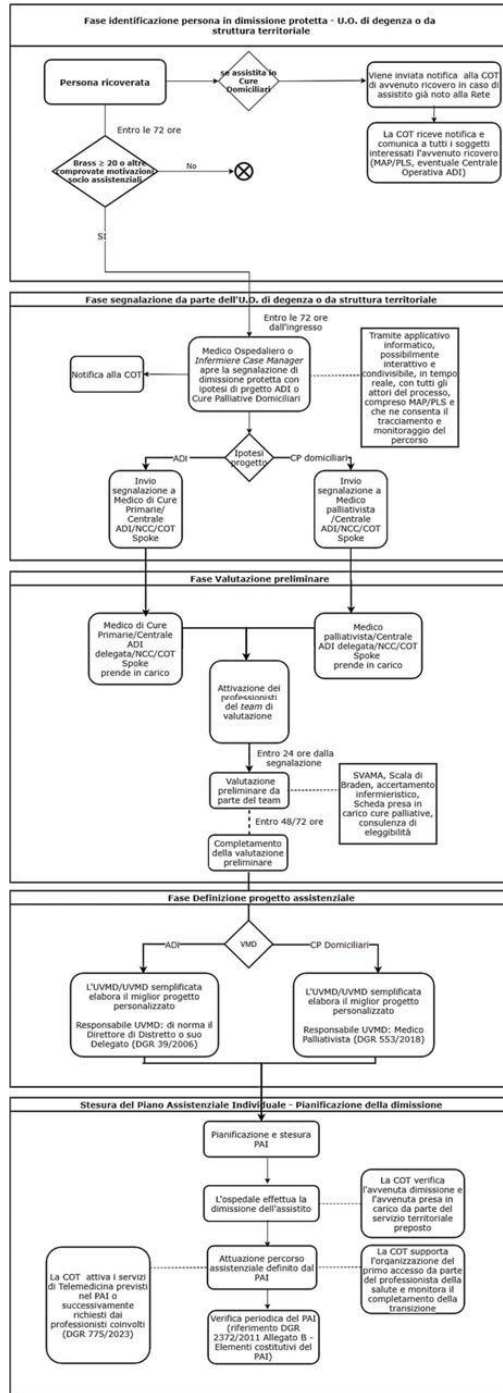 Fase identificazione persona in dimissione protetta - U.O. di degenza o da
struttura territoriale
Persona ricoverata
se assistita in
Cure
Domiciliari
Viene inviata notifica alla COT
di avvenuto ricovero in caso di
assistito già noto alla Rete
La COT riceve notifica e
comunica a tutti i soggetti
interessati l'avvenuto ricovero
(MAP/PLS, eventuale Centrale
Operativa ADI)
Entro le 72 ore
Brass ≥ 20 o altre
comprovate motivazioni
socio assistenziali
No
SI
Fase segnalazione da parte dell'U.O. di degenza o da struttura territoriale
Entro le 72 ore
dall'ingresso
Notifica alla COT
Medico Ospedaliero o
Infermiere Case Manager
apre la segnalazione di
dimissione protetta con
ipotesi di prgetto ADI o
Cure Palliative Domiciliari
Tramite applicativo
informatico,
possibilmente
interattivo e
condivisibile, in tempo
reale, con tutti gli
attori del processo,
compreso MAP/PLS e
che ne consenta il
tracciamento e
monitoraggio del
percorso
ADI
Ipotesi
progetto
CP domiciliari
Invio
segnalazione a
Medico di Cure
Primarie/
Centrale
ADI/NCC/COT
Spoke
Invio
segnalazione a
Medico
palliativista
/Centrale
ADI/NCC/COT
Spoke
Fase Valutazione preliminare
Medico di Cure
Primarie/Centrale
ADI
delegata/NCC/COT
Spoke
prende in carico
Medico
palliativista/Centrale
ADI delegata/NCC/COT
Spoke
prende in carico
Attivazione dei
professionisti
del team di
valutazione
Entro 24 ore dalla
segnalazione
Valutazione
preliminare da
parte del team
SVAMA, Scala di
Braden, accertamento
infermieristico,
Scheda presa in
carico cure palliative,
consulenza di
eleggibilità
Entro 48/72 ore
Completamento
della valutazione
preliminare
Fase Definizione progetto assistenziale
ADI
VMD
CP Domiciliari
L'UVMD/UVMD semplificata
elabora il miglior progetto
personalizzato
Responsabile UVMD: di norma il
Direttore di Distretto o suo
Delegato (DGR 39/2006)
L'UVMD/UVMD semplificata
elabora il miglior progetto
personalizzato
Responsabile UVMD: Medico
Palliativista (DGR 553/2018)
Stesura del Piano Assistenziale Individuale - Pianificazione della dimissione
Pianificazione e stesura
PAI
L'ospedale effettua la
dimissione dell'assistito
La COT verifica
l'avvenuta dimissione e
l'avvenuta presa in
carico da parte del
servizio territoriale
preposto
La COT attiva i servizi
di Telemedicina previsti
nel PAI o
successivamente
richiesti dai
professionisti coinvolti
(DGR 775/2023)
Attuazione percorso
assistenziale definito dal
PAI
La COT supporta
l'organizzazione del
primo accesso da parte
del professionista della
salute e monitora il
completamento della
transizione
Verifica periodica del PAI
(riferimento DGR
2372/2011 Allegato B -
Elementi costitutivi del
PAI)